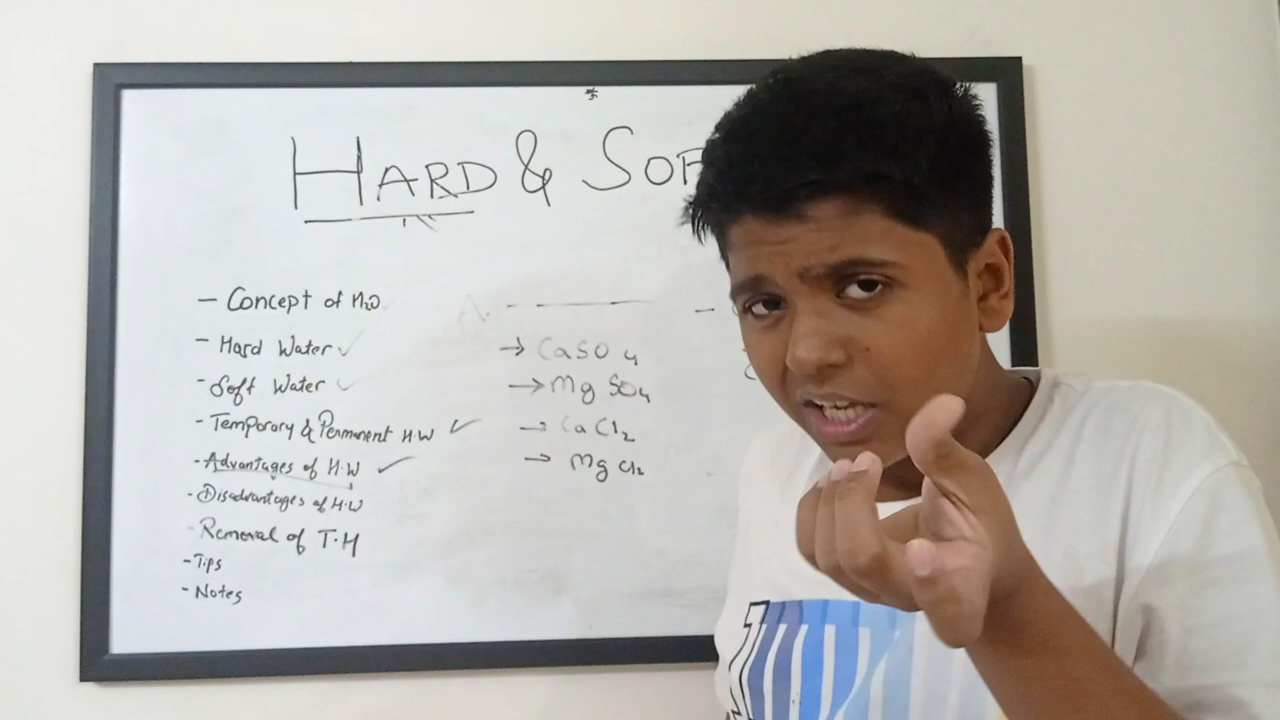 HARD & SOF
- Concept of H2O
- Hard Water ✓
- Soft Water ✓
- Temporary & Permenent H.W ✓
- Advantages of H.W ✓
- Disadvantages of H.W
- Removal of T.H
- Tips
- Notes
A.
→ CaSO4
→ MgSO4
→ CaCl2
→ MgCl2